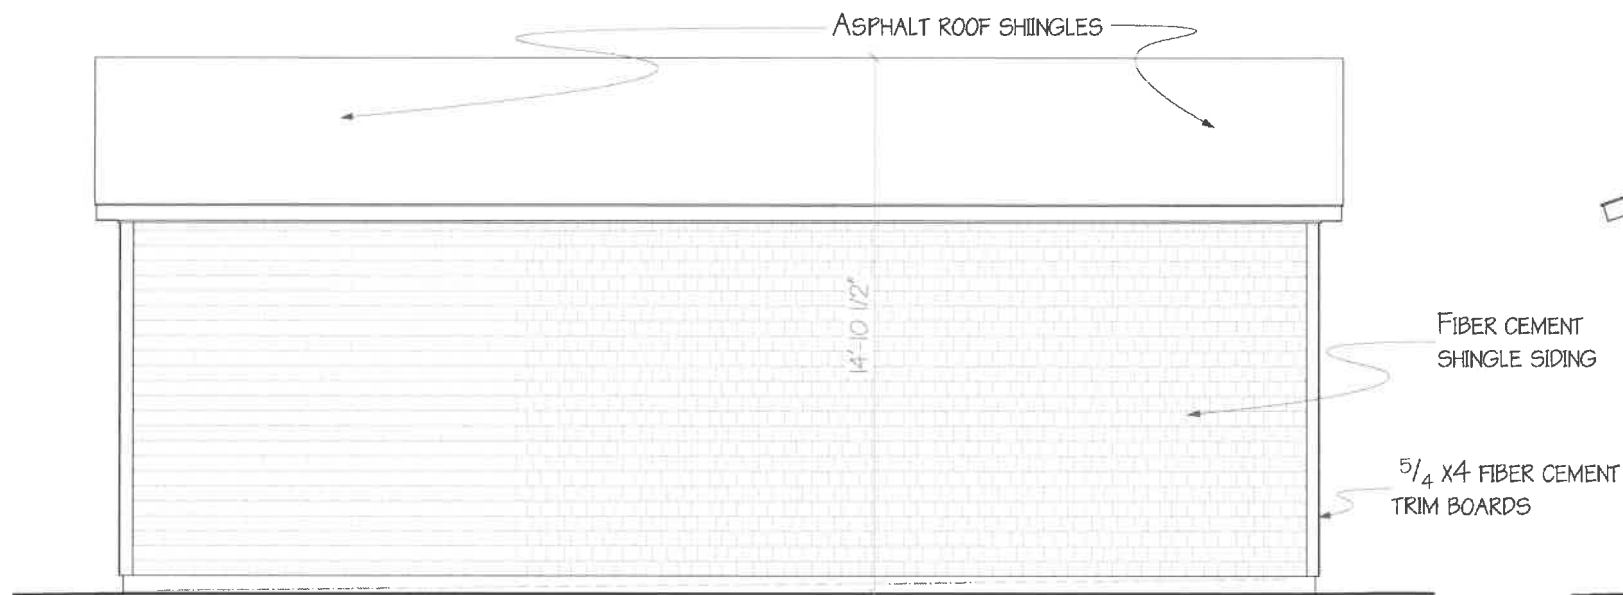 ASPHALT ROOF SHIINGLES
14'-10 1/2"
FIBER CEMENT
SHINGLE SIDING
5/4 X4 FIBER CEMENT
TRIM BOARDS